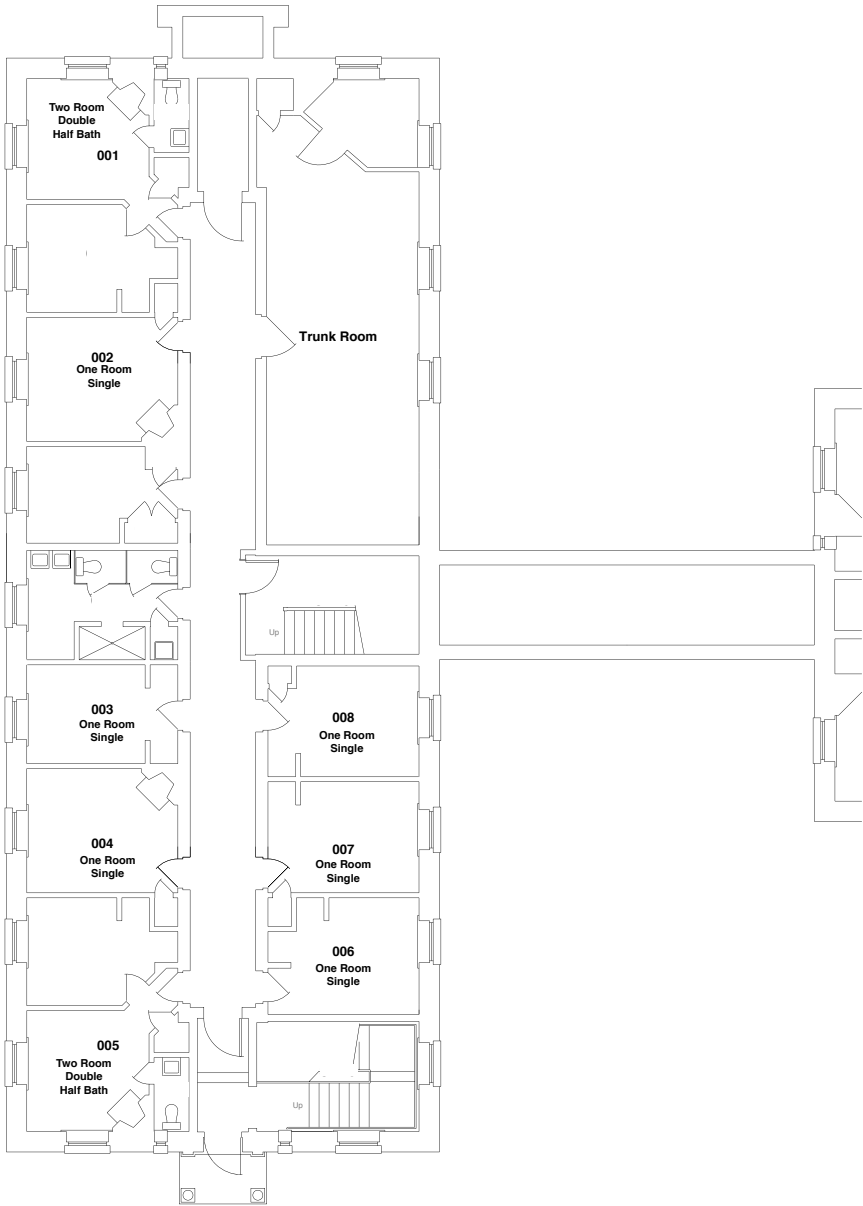 Two Room
Double
Half Bath
001
Trunk Room
002
One Room
Single
Up
003
One Room
Single
008
One Room
Single
004
One Room
Single
007
One Room
Single
006
One Room
Single
005
Two Room
Double
Half Bath
Up